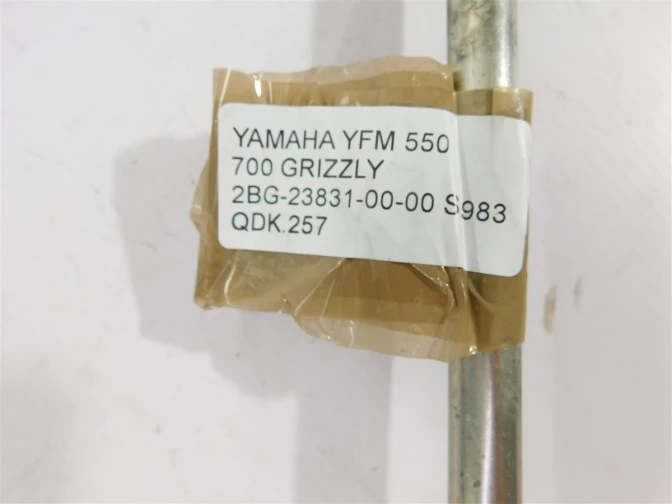 YAMAHA YFM 550
700 GRIZZLY
2BG-23831-00-00 S983
QDK.257